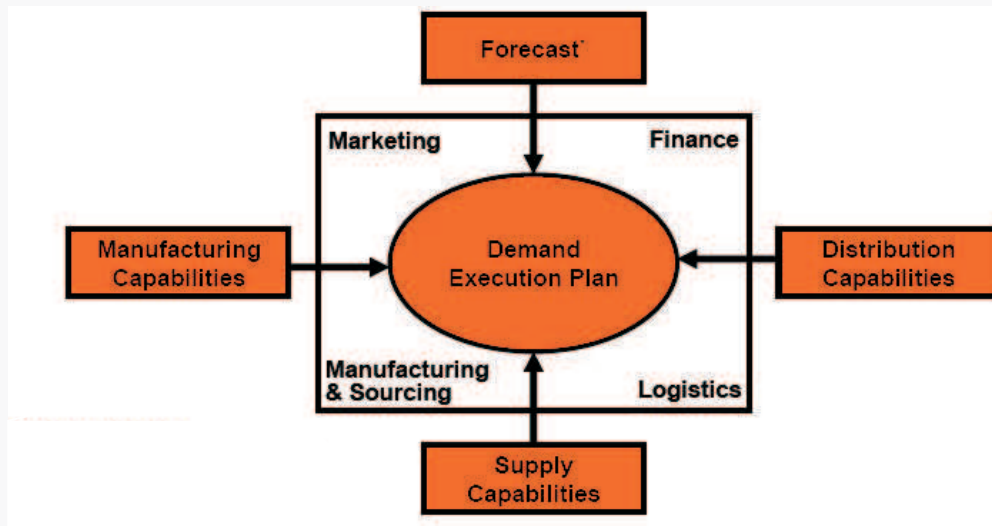 Forecast
Marketing
Finance
Manufacturing
Capabilities
Demand
Execution Plan
Distribution
Capabilities
Manufacturing
& Sourcing
Logistics
Supply
Capabilities